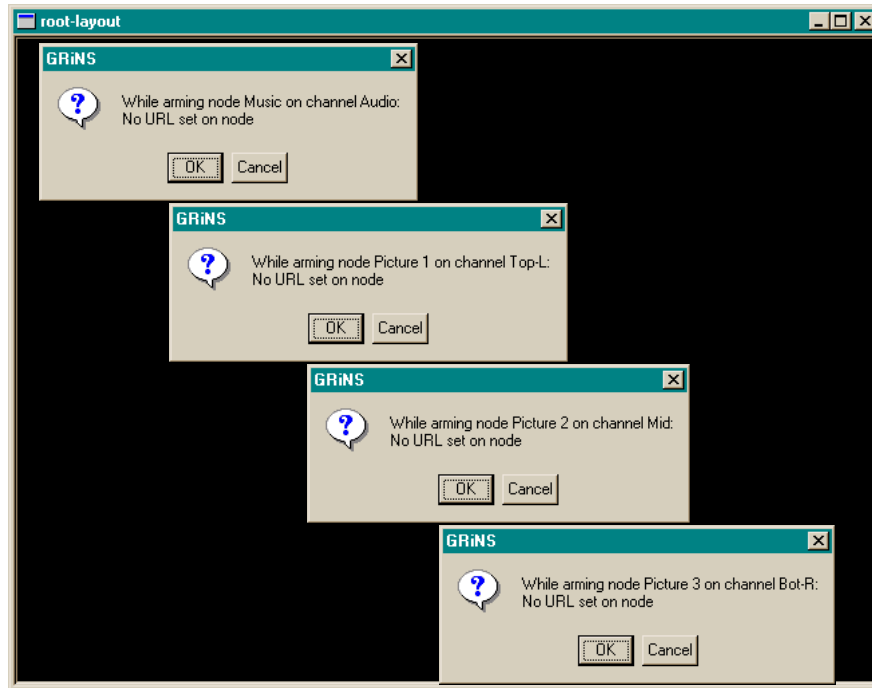 root-layout
GRiNS
While arming node Music on channel Audio:
No URL set on node
OK Cancel
GRiNS
While arming node Picture 1 on channel Top-L:
No URL set on node
OK Cancel
GRiNS
While arming node Picture 2 on channel Mid:
No URL set on node
OK Cancel
GRiNS
While arming node Picture 3 on channel Bot-R:
No URL set on node
OK Cancel